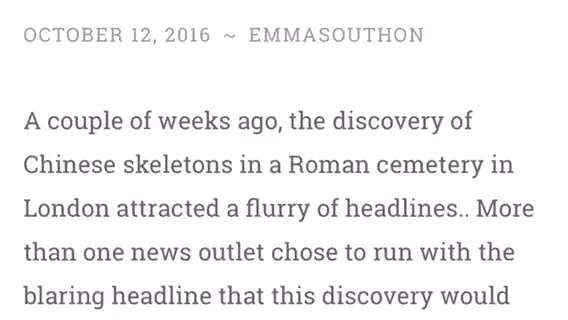 OCTOBER 12, 2016 ~ EMMASOUTHON
A couple of weeks ago, the discovery of
Chinese skeletons in a Roman cemetery in
London attracted a flurry of headlines.. More
than one news outlet chose to run with the
blaring headline that this discovery would